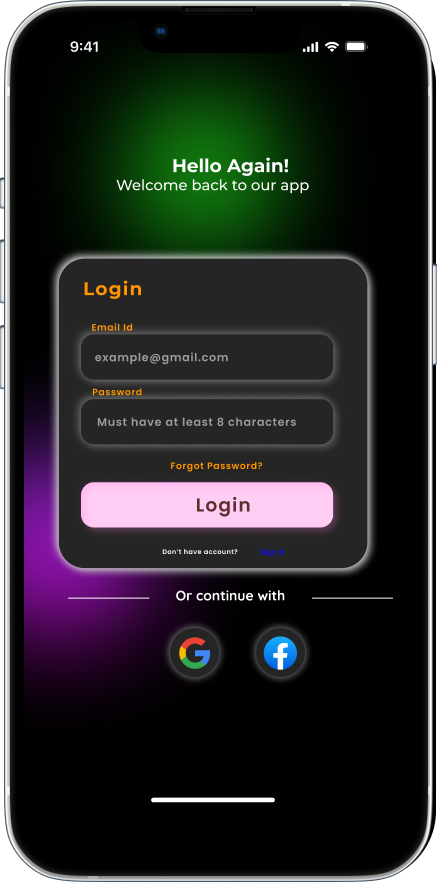 9:41
Hello Again!
Welcome back to our app
Login
Email Id
example@gmail.com
Password
Must have at least 8 characters
Forgot Password?
Login
Don't have account?
Or continue with